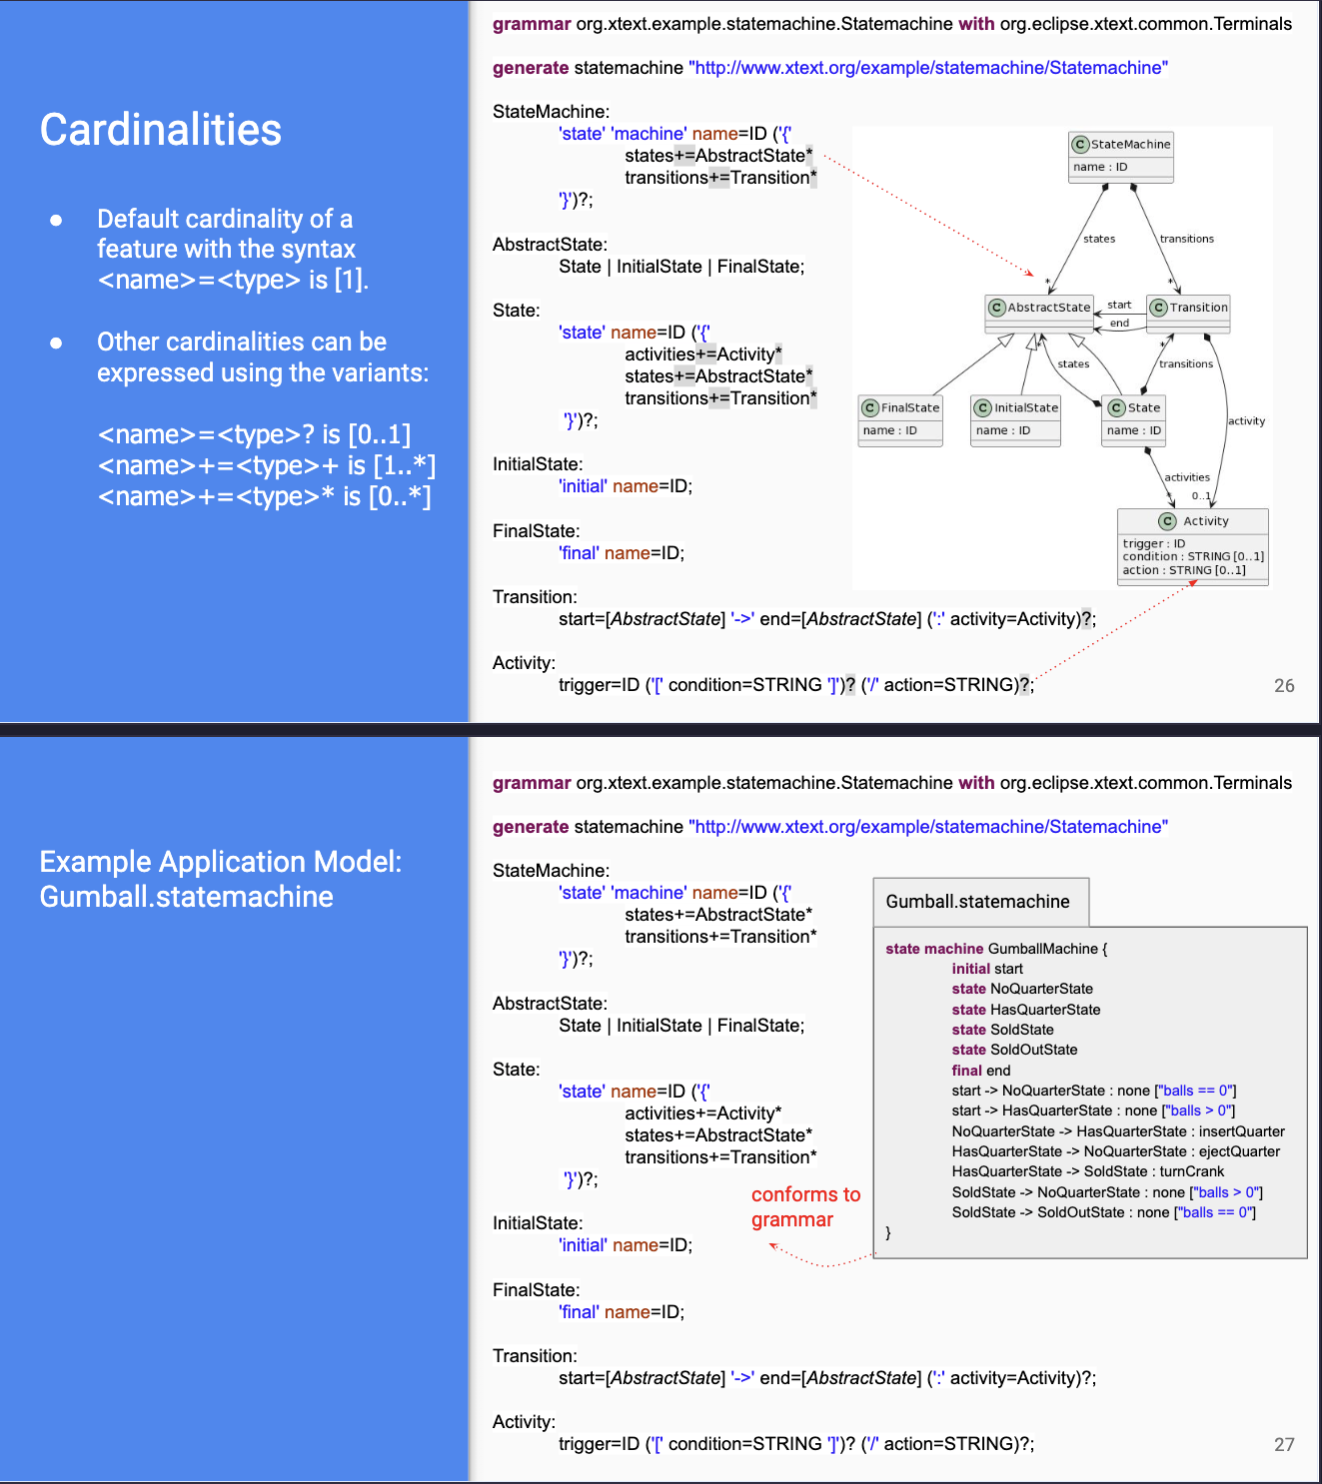 Cardinalities
● Default cardinality of a
feature with the syntax
<name>=<type> is [1].
● Other cardinalities can be
expressed using the variants:
<name>=<type>? is [0..1]
<name>+=<type>+ is [1..*]
<name>+=<type>* is [0..*]
grammar org.xtext.example.statemachine.Statemachine with org.eclipse.xtext.common.Terminals
generate statemachine "http://www.xtext.org/example/statemachine/Statemachine"
StateMachine:
'state' 'machine' name=ID ('{'
states+=AbstractState*
transitions+=Transition*
'}')?;
AbstractState:
State | InitialState | FinalState;
State:
'state' name=ID ('{'
activities+=Activity*
states+=AbstractState*
transitions+=Transition*
'}')?;
InitialState:
'initial' name=ID;
FinalState:
'final' name=ID;
Transition:
start=[AbstractState] '->' end=[AbstractState] (':' activity=Activity)?;
Activity:
trigger=ID ('[' condition=STRING ']')? ('/' action=STRING)?;
C StateMachine
name : ID
states
transitions
*
*
C AbstractState
start
end
C Transition
*
*
states
transitions
C FinalState
name : ID
C InitialState
name : ID
C State
name : ID
activity
activities
*
0..1
C Activity
trigger : ID
condition : STRING [0..1]
action : STRING [0..1]
26
Example Application Model:
Gumball.statemachine
grammar org.xtext.example.statemachine.Statemachine with org.eclipse.xtext.common.Terminals
generate statemachine "http://www.xtext.org/example/statemachine/Statemachine"
StateMachine:
'state' 'machine' name=ID ('{'
states+=AbstractState*
transitions+=Transition*
'}')?;
AbstractState:
State | InitialState | FinalState;
State:
'state' name=ID ('{'
activities+=Activity*
states+=AbstractState*
transitions+=Transition*
'}')?;
InitialState:
'initial' name=ID;
FinalState:
'final' name=ID;
Transition:
start=[AbstractState] '->' end=[AbstractState] (':' activity=Activity)?;
Activity:
trigger=ID ('[' condition=STRING ']')? ('/' action=STRING)?;
conforms to
grammar
Gumball.statemachine
state machine GumballMachine {
initial start
state NoQuarterState
state HasQuarterState
state SoldState
state SoldOutState
final end
start -> NoQuarterState : none ["balls == 0"]
start -> HasQuarterState : none ["balls > 0"]
NoQuarterState -> HasQuarterState : insertQuarter
HasQuarterState -> NoQuarterState : ejectQuarter
HasQuarterState -> SoldState : turnCrank
SoldState -> NoQuarterState : none ["balls > 0"]
SoldState -> SoldOutState : none ["balls == 0"]
}
27